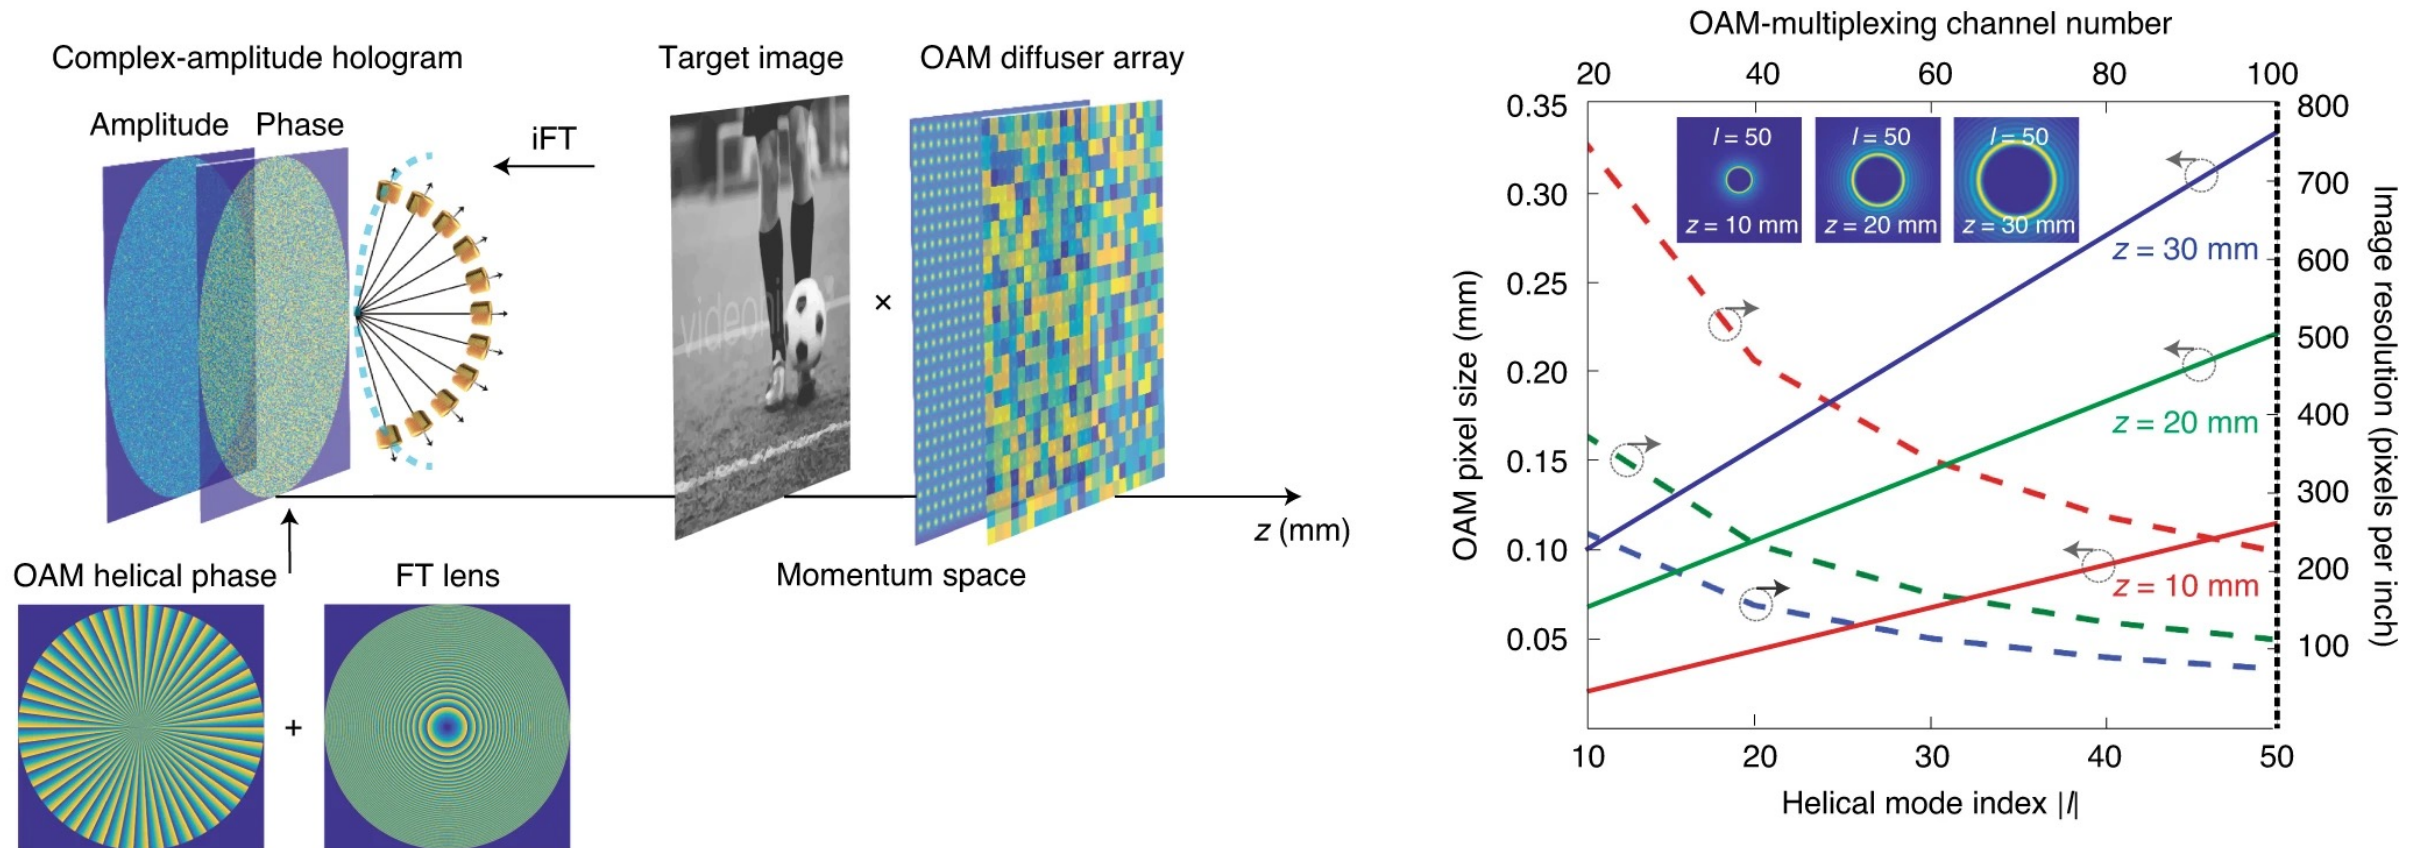 Complex-amplitude hologram
Amplitude
Phase
iFT
Target image
OAM diffuser array
×
z (mm)
Momentum space
OAM helical phase
FT lens
+
OAM-multiplexing channel number
20 40 60 80 100
0.35
0.30
0.25
0.20
0.15
0.10
0.05
OAM pixel size (mm)
l = 50
z = 10 mm
l = 50
z = 20 mm
l = 50
z = 30 mm
z = 30 mm
z = 20 mm
z = 10 mm
800
700
600
500
400
300
200
100
Image resolution (pixels per inch)
10 20 30 40 50
Helical mode index |l|